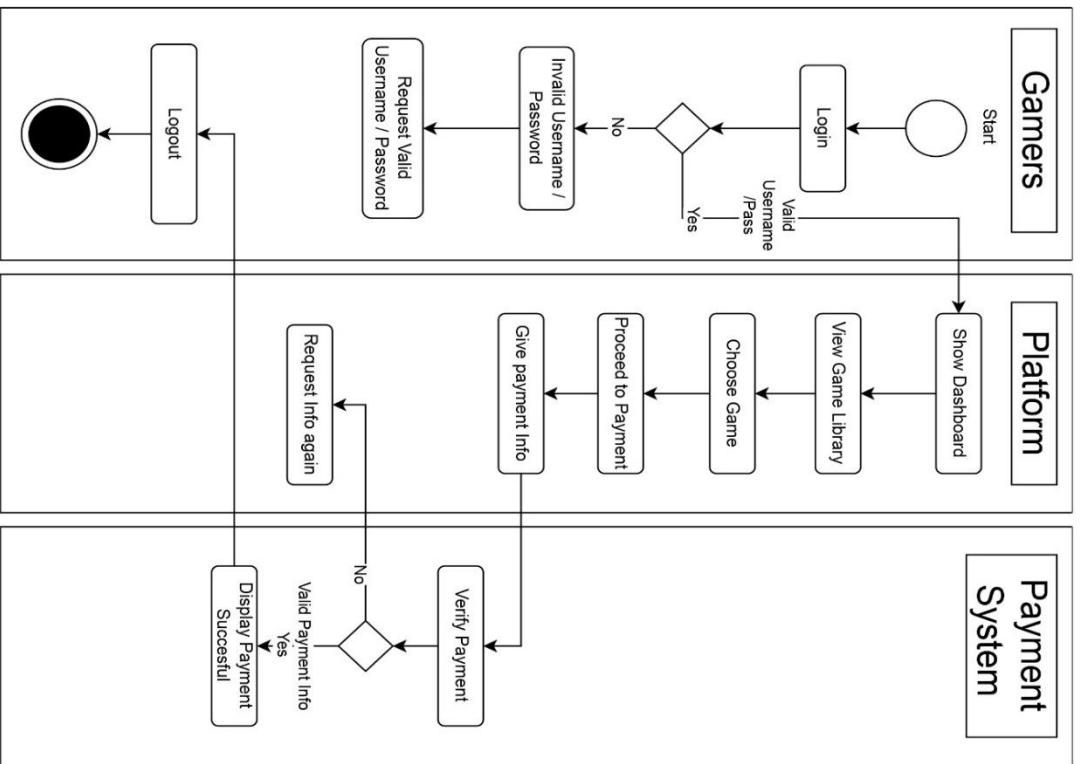 Gamers
Start
Login
No
Yes
Valid
Username
/Pass
Invalid Username /
Password
Request Valid
Username / Password
Logout
Platform
Show Dashboard
View Game Library
Choose Game
Proceed to Payment
Give payment Info
Request Info again
Payment
System
Verify Payment
No
Valid Payment Info
Yes
Display Payment
Succesful